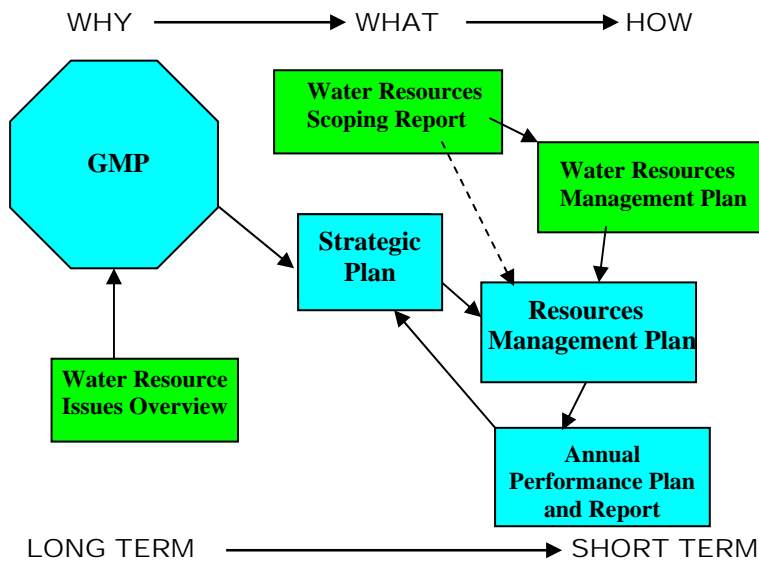 WHY WHAT HOW
Water Resources
Scoping Report
GMP
Water Resources
Management Plan
Strategic
Plan
Resources
Management Plan
Water Resource
Issues Overview
Annual
Performance Plan
and Report
LONG TERM SHORT TERM